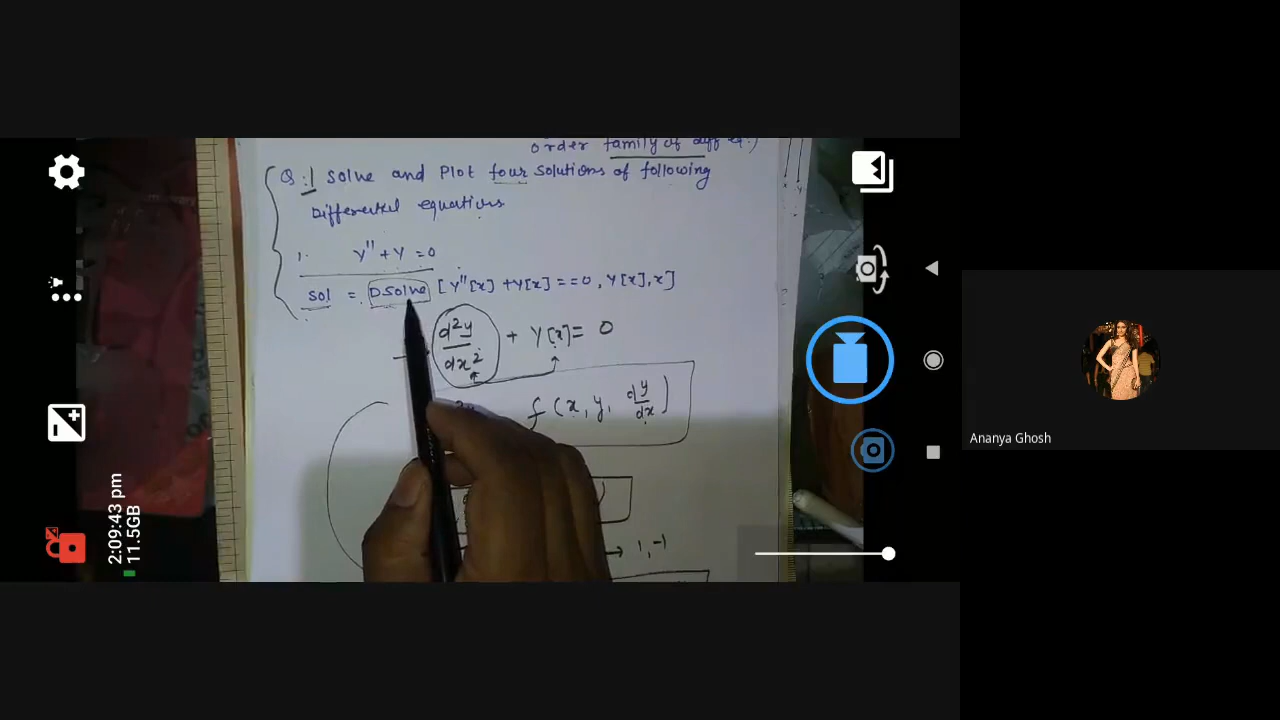 order family of diff eq.)
Q:1 Solve and Plot four Solutions of following
Differential equations
1. y'' + y = 0
Sol = DSolve [y''[x] + y[x] == 0, y[x], x]
d²y/dx² + y[x] = 0
f(x, y, dy/dx)
→ 1, -1
2:09:43 pm
11.5GB
Ananya Ghosh